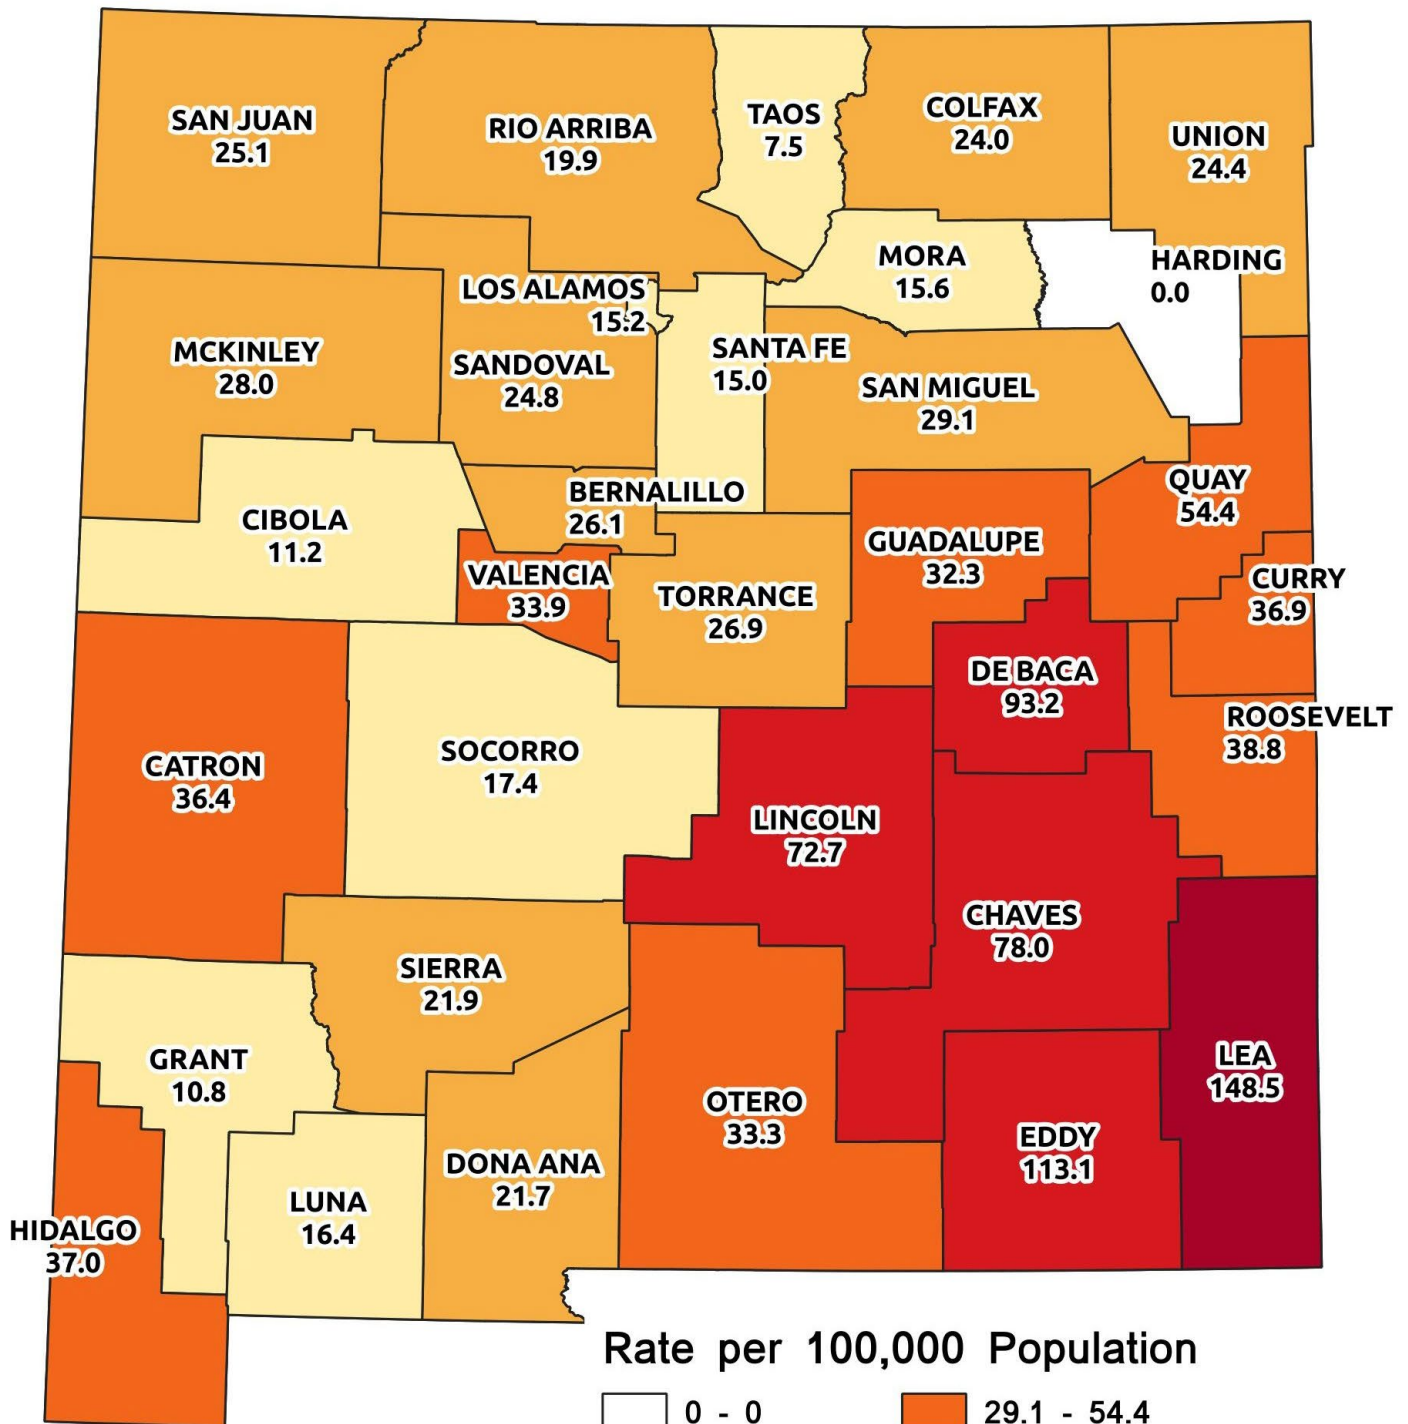 SAN JUAN
25.1
RIO ARRIBA
19.9
TAOS
7.5
COLFAX
24.0
UNION
24.4
MORA
15.6
HARDING
0.0
LOS ALAMOS
15.2
MCKINLEY
28.0
SANDOVAL
24.8
SANTA FE
15.0
SAN MIGUEL
29.1
QUAY
54.4
CIBOLA
11.2
BERNALILLO
26.1
VALENCIA
33.9
TORRANCE
26.9
GUADALUPE
32.3
CURRY
36.9
DE BACA
93.2
ROOSEVELT
38.8
CATRON
36.4
SOCORRO
17.4
LINCOLN
72.7
CHAVES
78.0
SIERRA
21.9
GRANT
10.8
OTERO
33.3
LEA
148.5
EDDY
113.1
DONA ANA
21.7
LUNA
16.4
HIDALGO
37.0
Rate per 100,000 Population
0 - 0
29.1 - 54.4